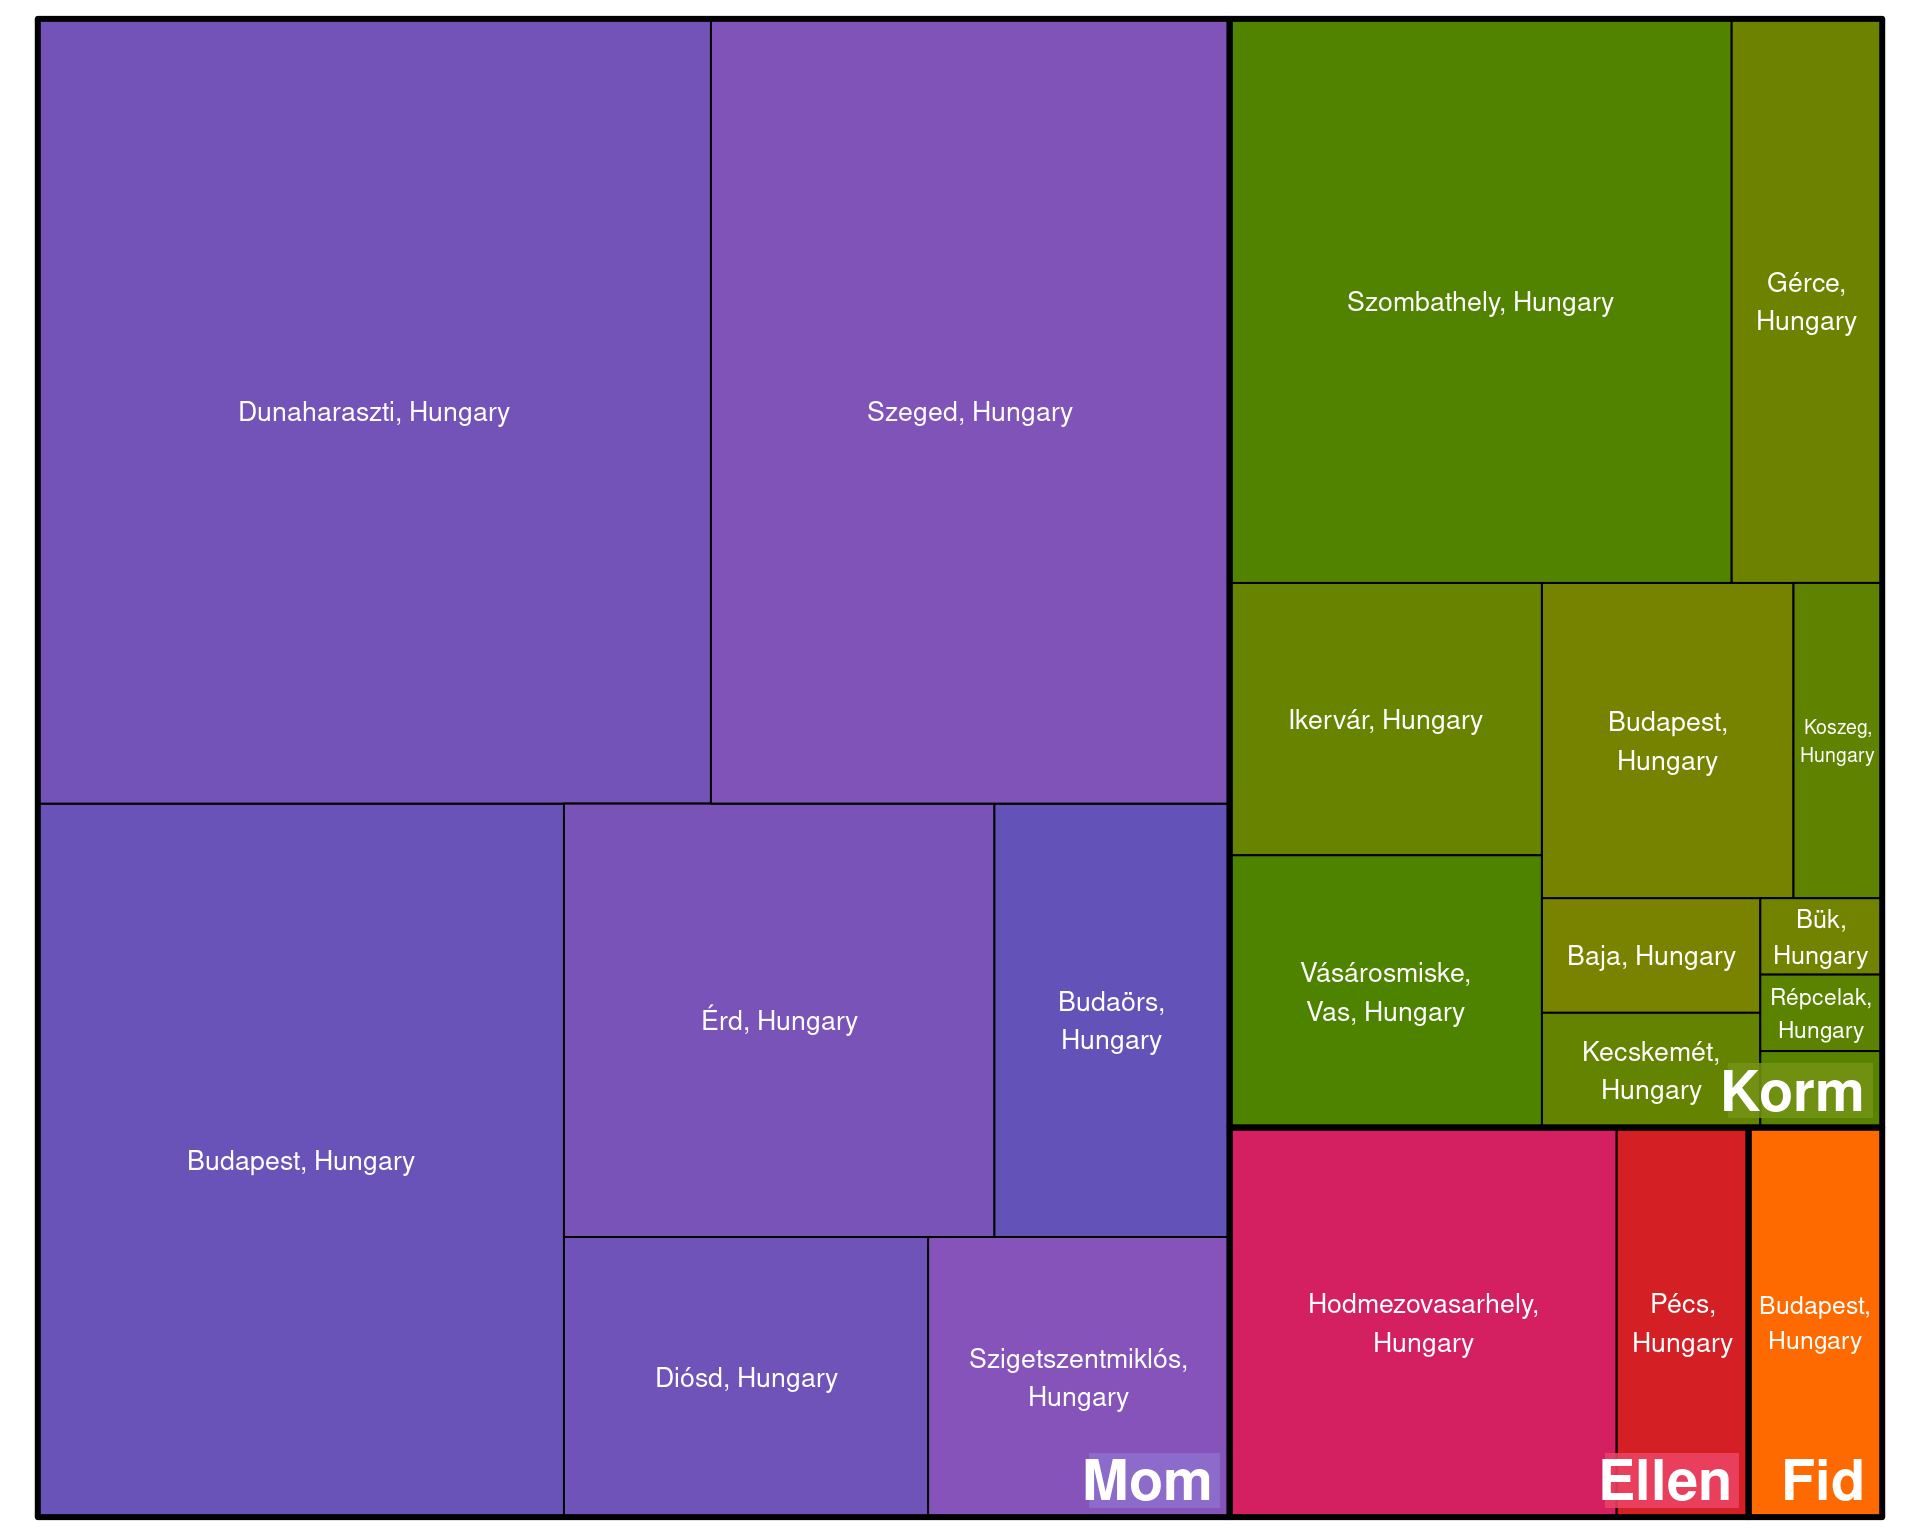 Dunaharaszti, Hungary
Szeged, Hungary
Budapest, Hungary
Érd, Hungary
Budaörs,
Hungary
Diósd, Hungary
Szigetszentmiklós,
Hungary
Mom
Szombathely, Hungary
Gérce,
Hungary
Ikervár, Hungary
Budapest,
Hungary
Koszeg,
Hungary
Vásárosmiske,
Vas, Hungary
Baja, Hungary
Bük,
Hungary
Répcelak,
Hungary
Kecskemét,
Hungary
Korm
Hodmezovasarhely,
Hungary
Pécs,
Hungary
Ellen
Budapest,
Hungary
Fid